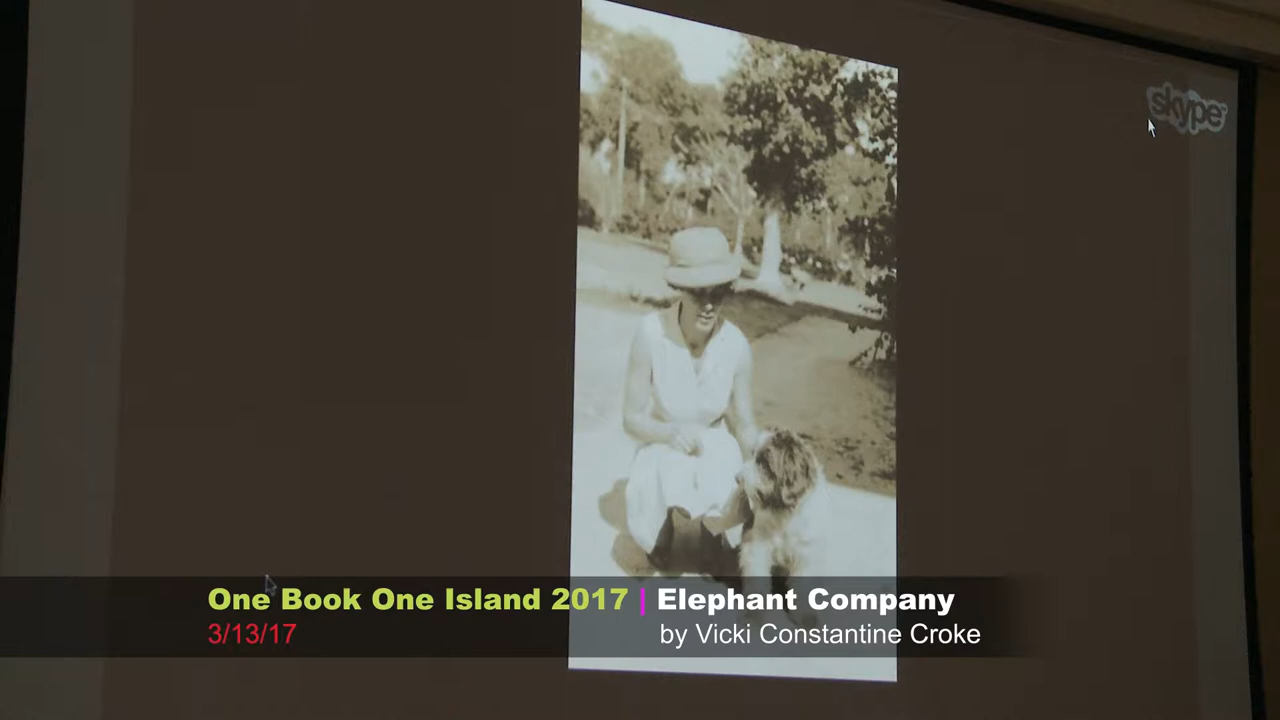 skype
One Book One Island 2017 | Elephant Company
3/13/17 by Vicki Constantine Croke